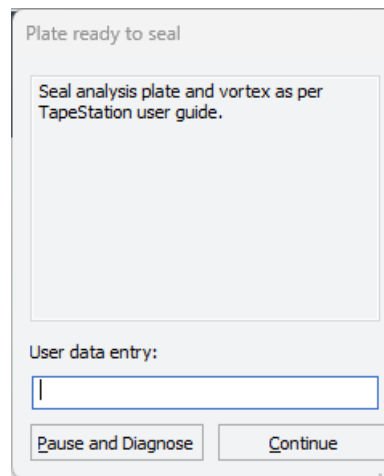 Plate ready to seal
Seal analysis plate and vortex as per
TapeStation user guide.
User data entry:
Pause and Diagnose
Continue